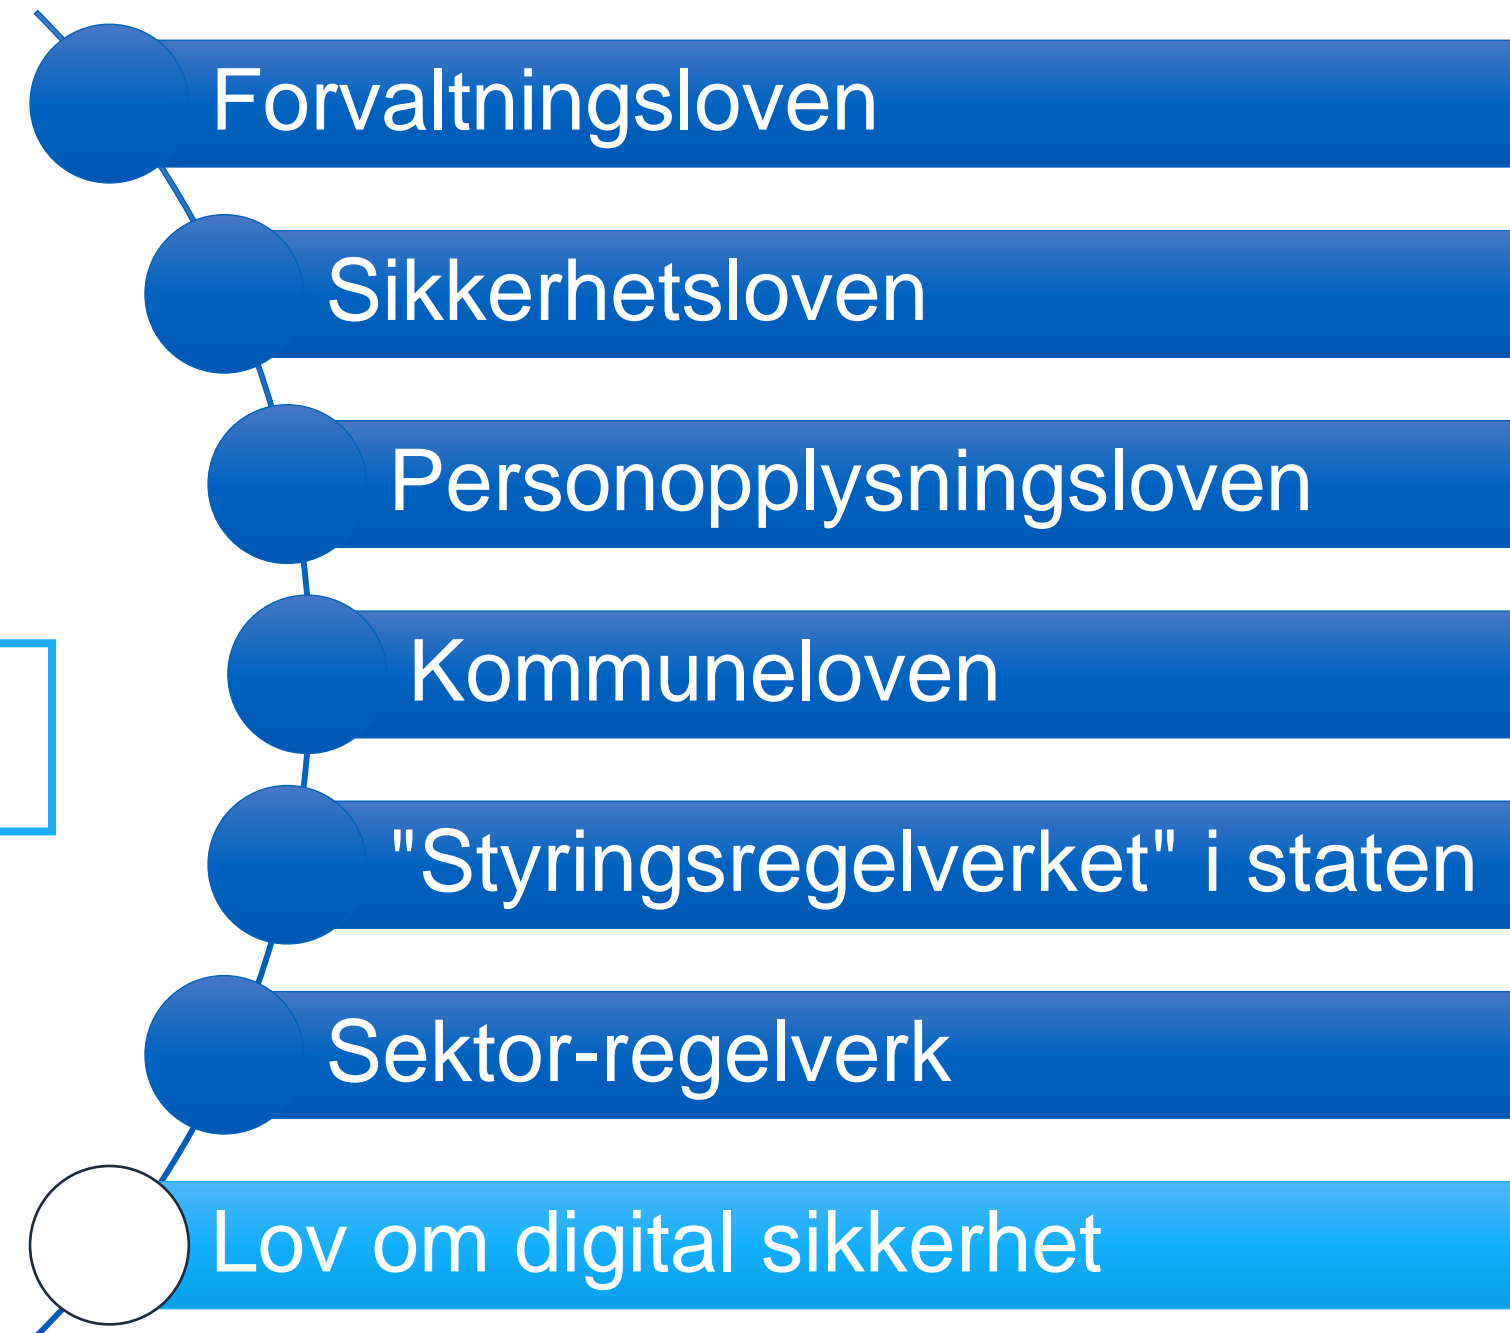 Forvaltningsloven
Sikkerhetsloven
Personopplysningsloven
Kommuneloven
"Styringsregelverket" i staten
Sektor-regelverk
Lov om digital sikkerhet